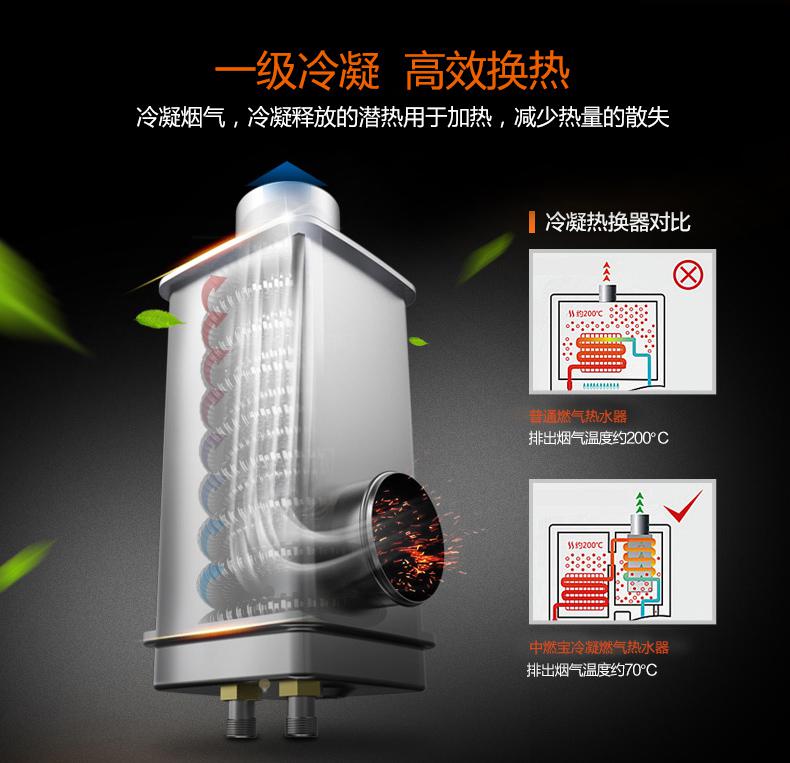 一级冷凝 高效换热
冷凝烟气，冷凝释放的潜热用于加热，减少热量的散失
冷凝热换器对比
约200℃
普通燃气热水器
排出烟气温度约200°C
约200℃
中燃宝冷凝燃气热水器
排出烟气温度约70°C